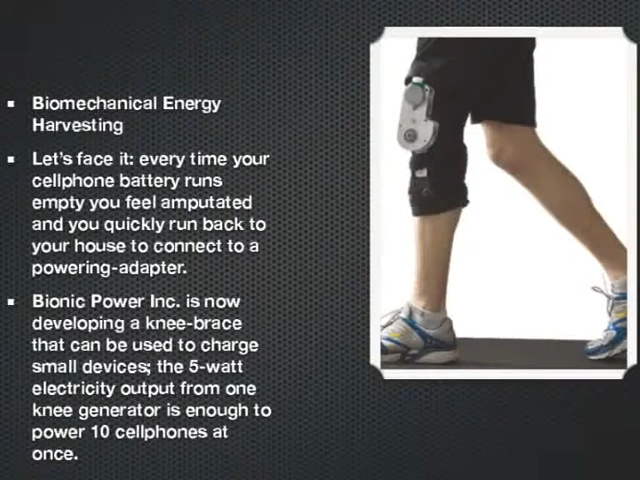 Biomechanical Energy
Harvesting
Let's face it: every time your
cellphone battery runs
empty you feel amputated
and you quickly run back to
your house to connect to a
powering-adapter.
Bionic Power Inc. is now
developing a knee-brace
that can be used to charge
small devices; the 5-watt
electricity output from one
knee generator is enough to
power 10 cellphones at
once.